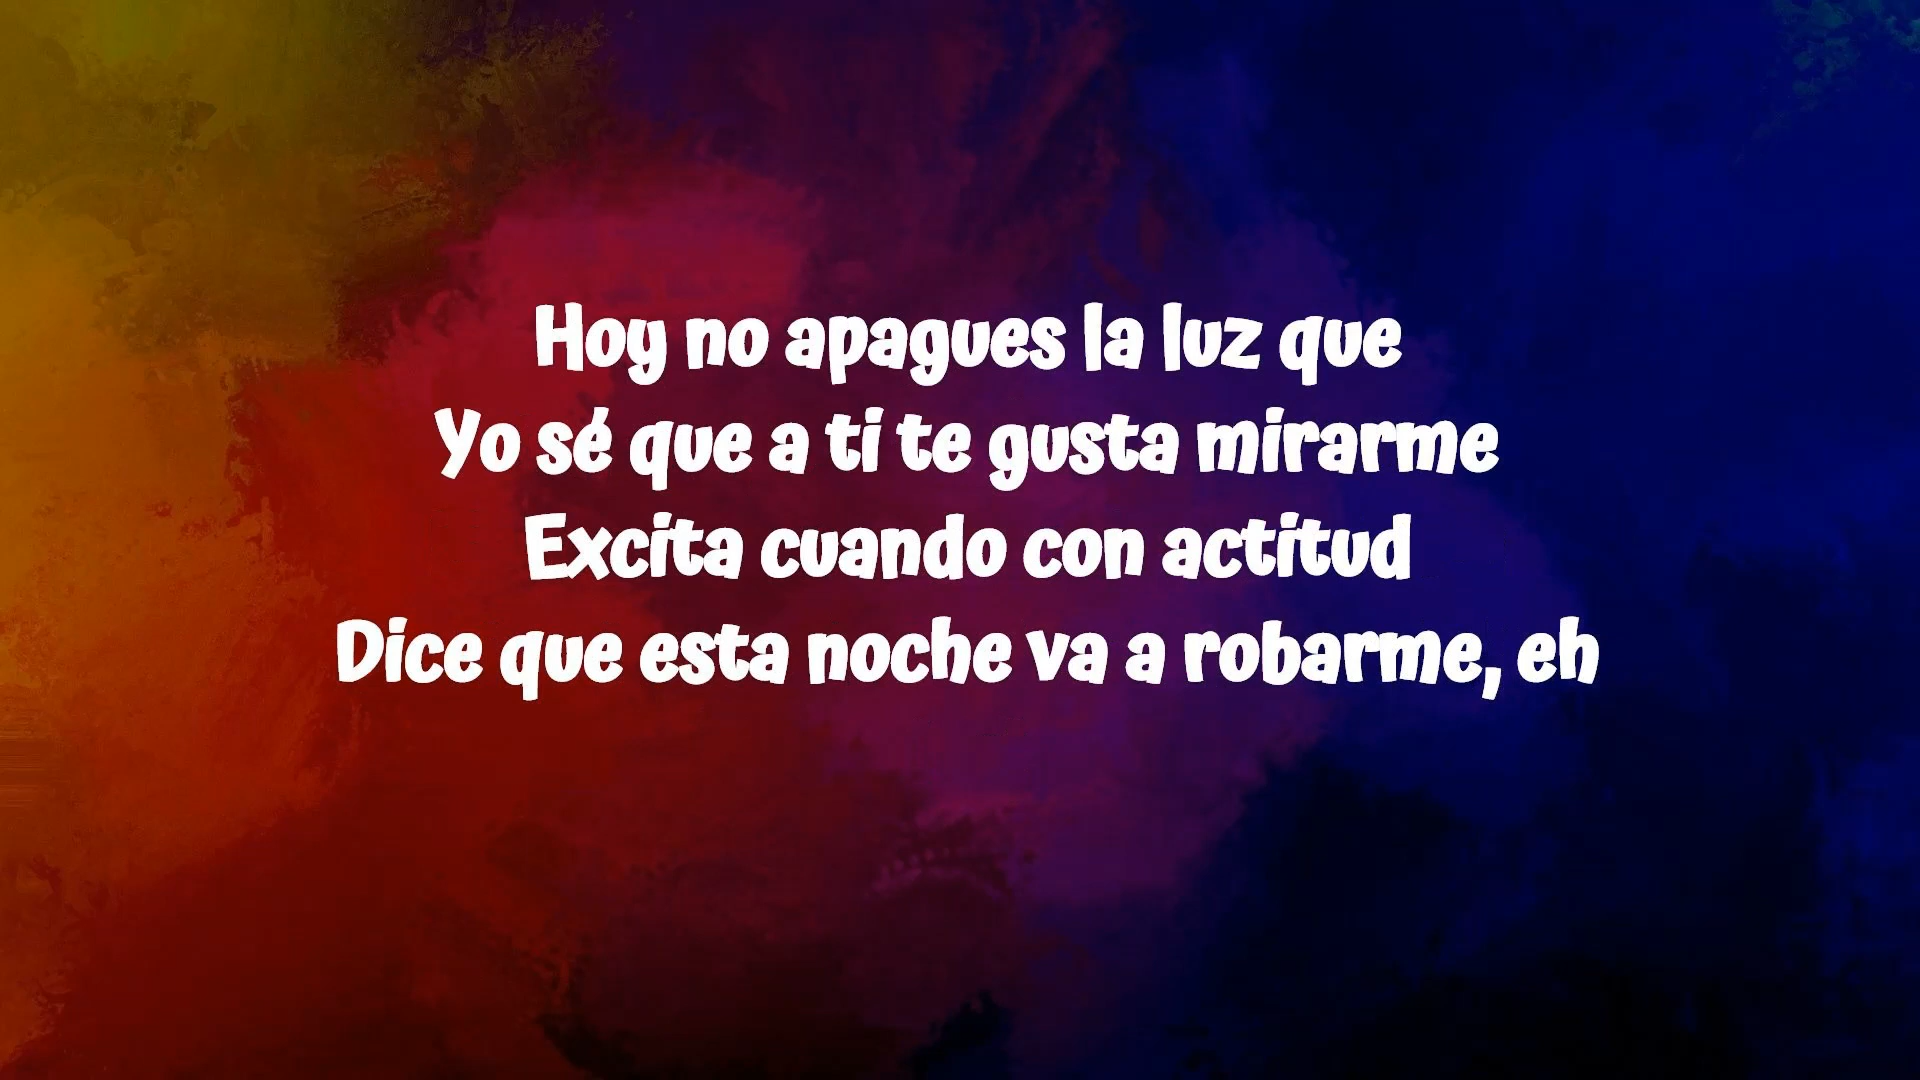 Hoy no apagues la luz que
Yo sé que a ti te gusta mirarme
Excita cuando con actitud
Dice que esta noche va a robarme, eh